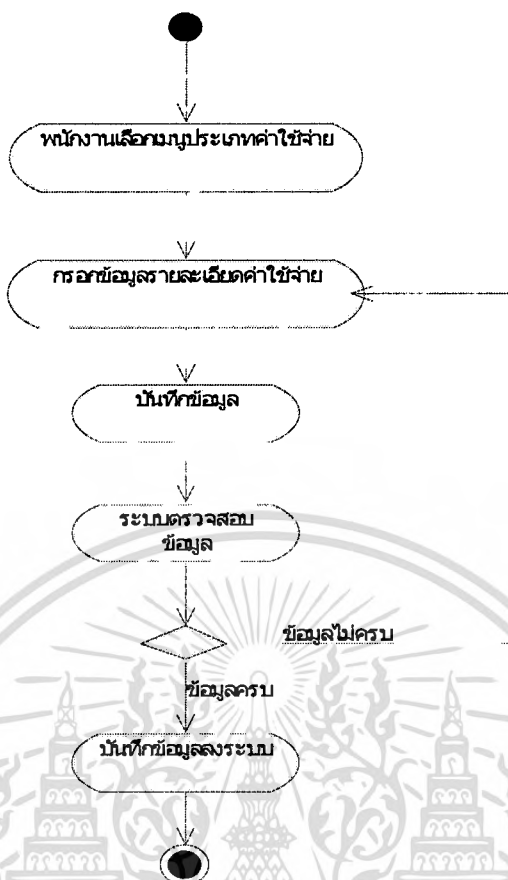 พนักงานเลือกเมนูประเภทค่าใช้จ่าย
กรอกข้อมูลรายละเอียดค่าใช้จ่าย
บันทึกข้อมูล
ระบบตรวจสอบ
ข้อมูล
ข้อมูลไม่ครบ
ข้อมูลครบ
บันทึกข้อมูลลงระบบ